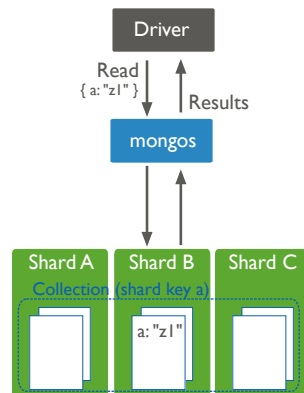 Driver
Read
{ a: "z1" }
Results
mongos
Shard A
Shard B
Shard C
Collection (shard key a)
a: "z1"